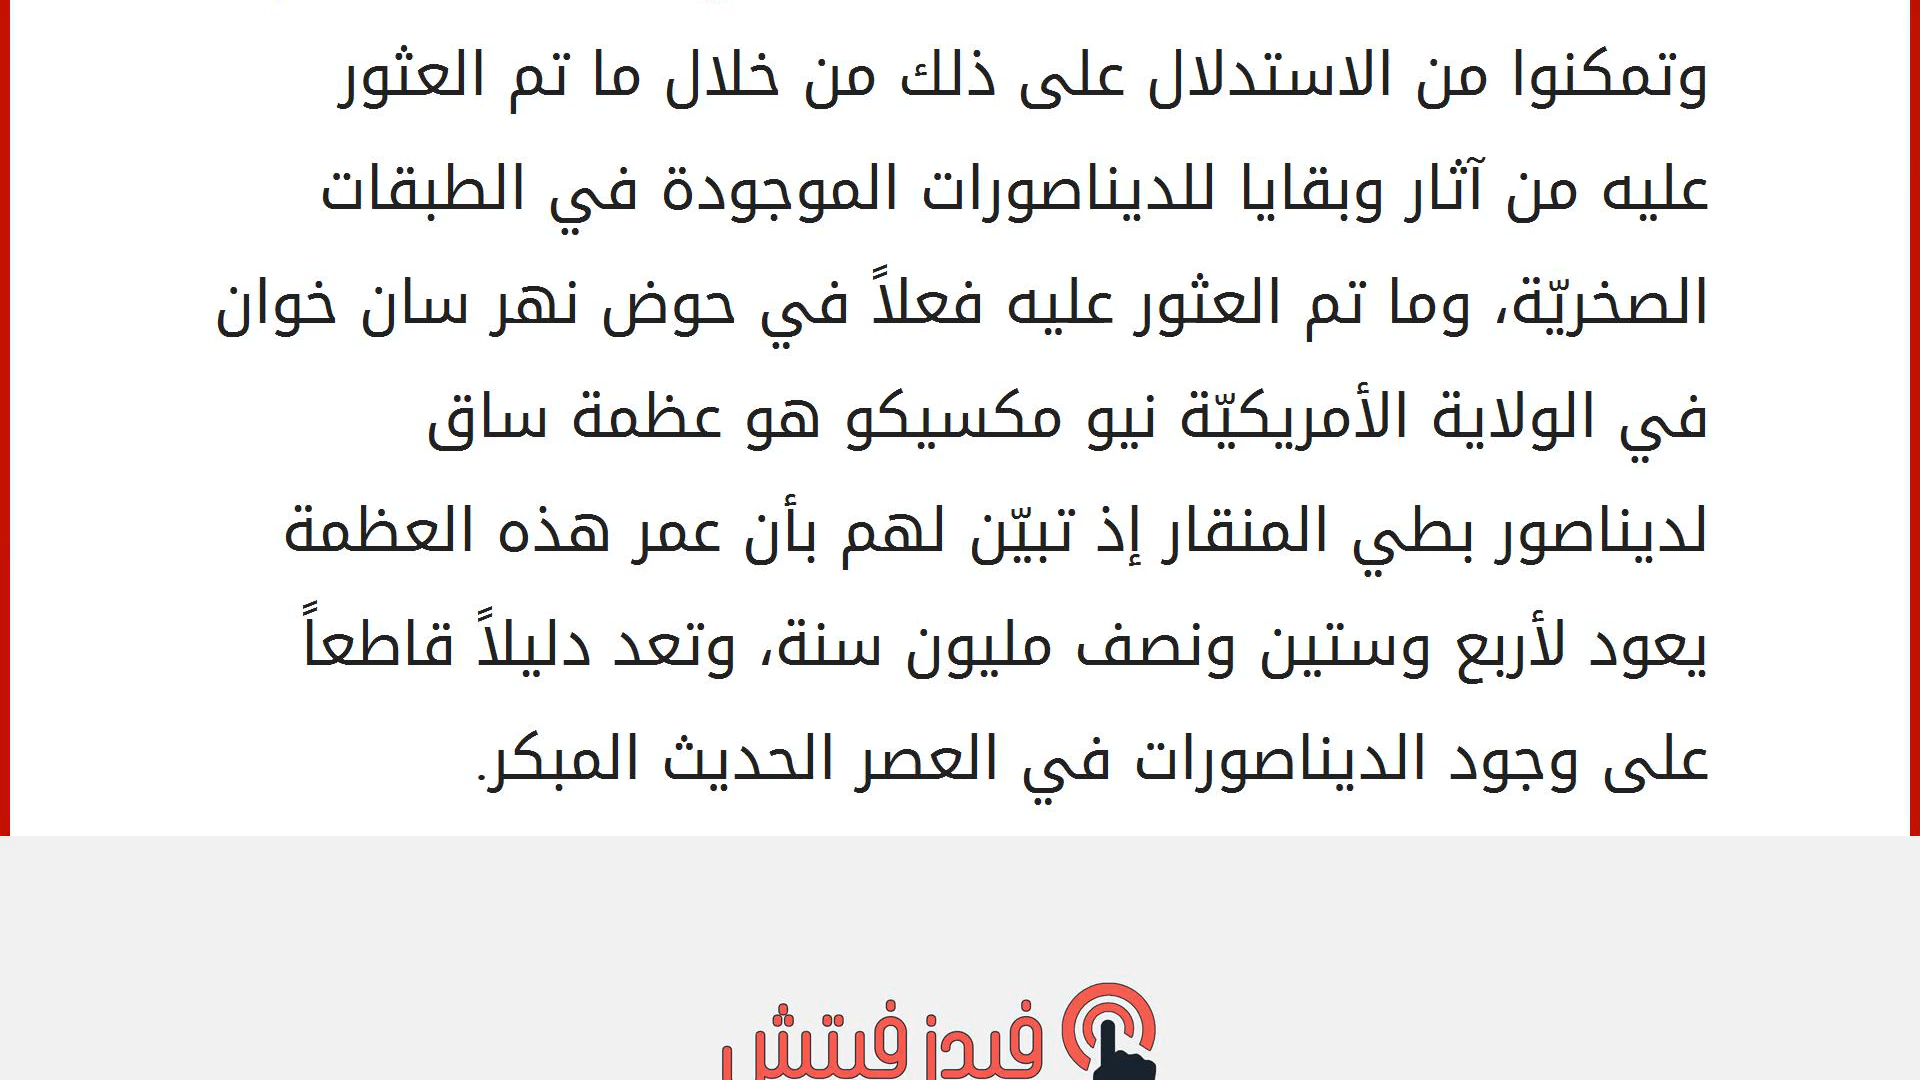 وتمكنوا من الاستدلال على ذلك من خلال ما تم العثور
عليه من آثار وبقايا للديناصورات الموجودة في الطبقات
الصخريّة، وما تم العثور عليه فعلاً في حوض نهر سان خوان
في الولاية الأمريكيّة نيو مكسيكو هو عظمة ساق
لديناصور بطي المنقار إذ تبيّن لهم بأن عمر هذه العظمة
يعود لأربع وستين ونصف مليون سنة، وتعد دليلاً قاطعاً
على وجود الديناصورات في العصر الحديث المبكر.
فىدز فىتش